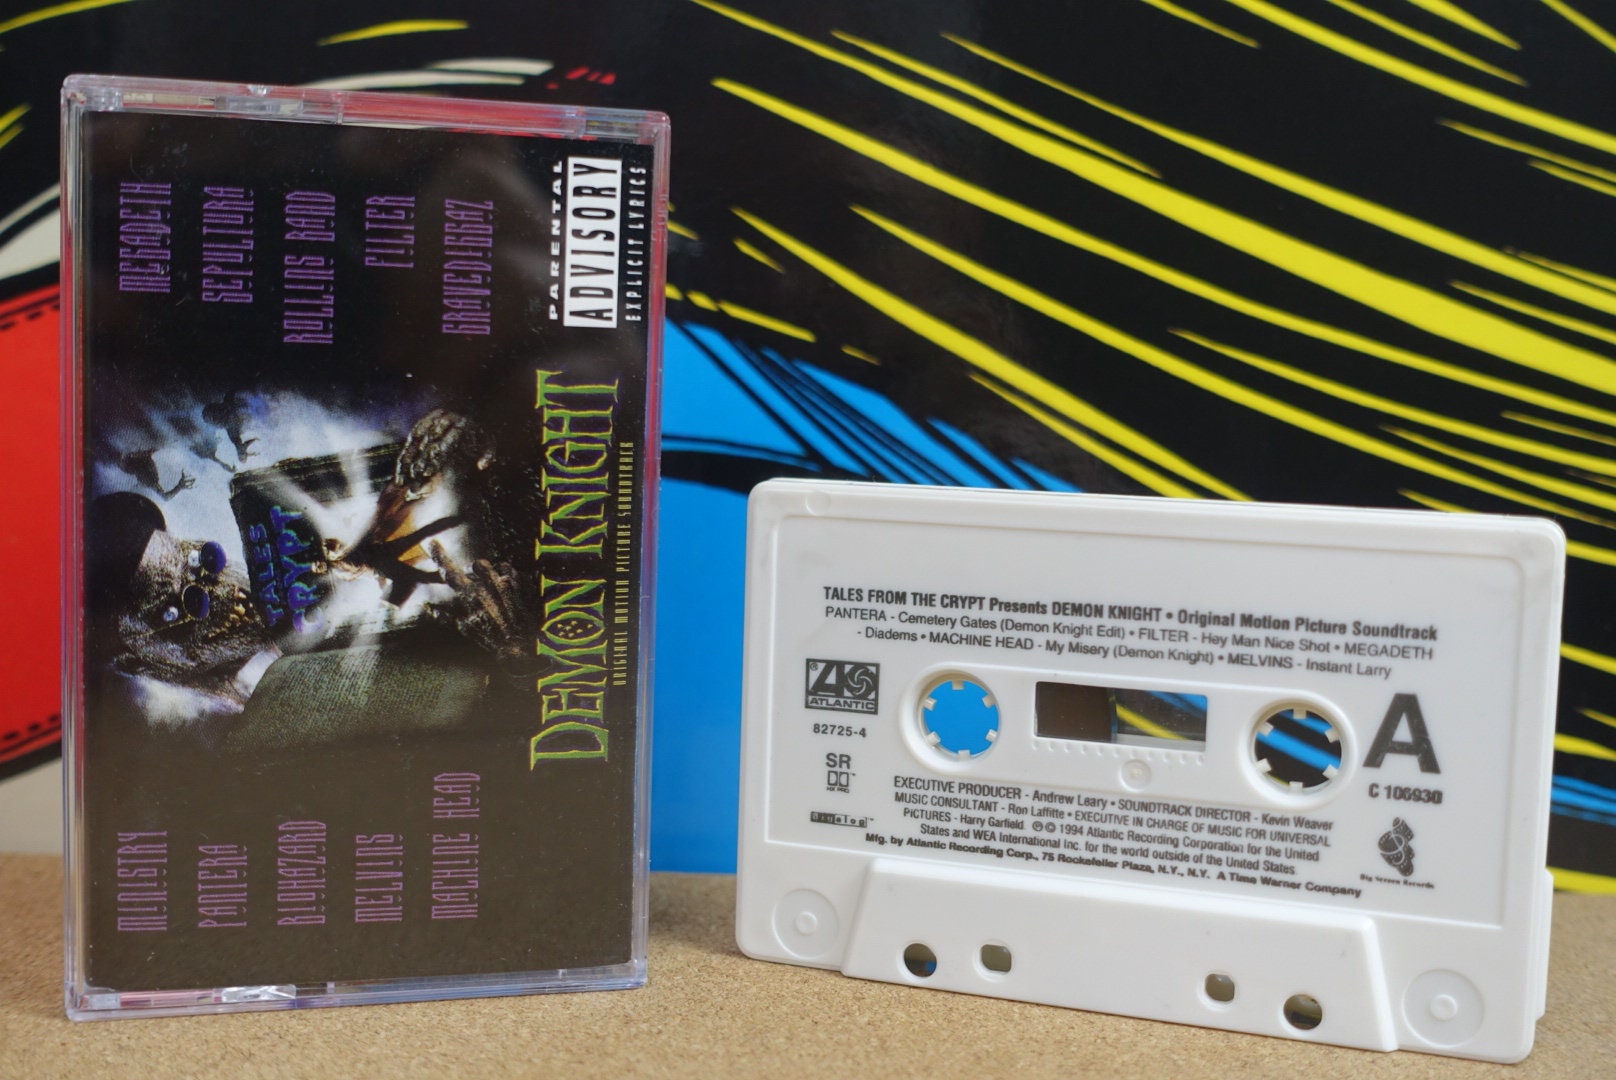 MINISTRY
PANTERA
BIOHAZARD
MELVINS
MACHINE HEAD
MEGADETH
SEPULTURA
ROLLINS BAND
FILTER
GRAVEDIGGAZ
TALES
CRYPT
DEMON KNIGHT
ORIGINAL MOTION PICTURE SOUNDTRACK
PARENTAL
ADVISORY
EXPLICIT LYRICS
TALES FROM THE CRYPT Presents DEMON KNIGHT • Original Motion Picture Soundtrack
PANTERA - Cemetery Gates (Demon Knight Edit) • FILTER - Hey Man Nice Shot • MEGADETH
- Diadems • MACHINE HEAD - My Misery (Demon Knight) • MELVINS - Instant Larry
ATLANTIC
82725-4
SR
HX PRO
A
C 106930
EXECUTIVE PRODUCER - Andrew Leary • SOUNDTRACK DIRECTOR - Kevin Weaver
MUSIC CONSULTANT - Ron Laffitte • EXECUTIVE IN CHARGE OF MUSIC FOR UNIVERSAL
PICTURES - Harry Garfield. ℗© 1994 Atlantic Recording Corporation for the United
States and WEA International Inc. for the world outside of the United States.
Mfg. by Atlantic Recording Corp., 75 Rockefeller Plaza, N.Y., N.Y. A Time Warner Company
Big Screen Records